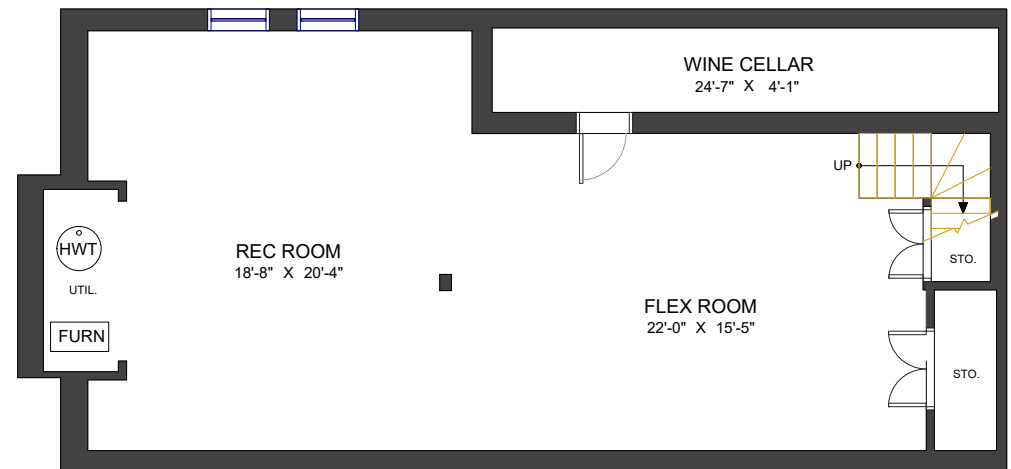 WINE CELLAR
24'-7" X 4'-1"
UP
HWT
REC ROOM
18'-8" X 20'-4"
STO.
UTIL.
FLEX ROOM
22'-0" X 15'-5"
FURN
STO.